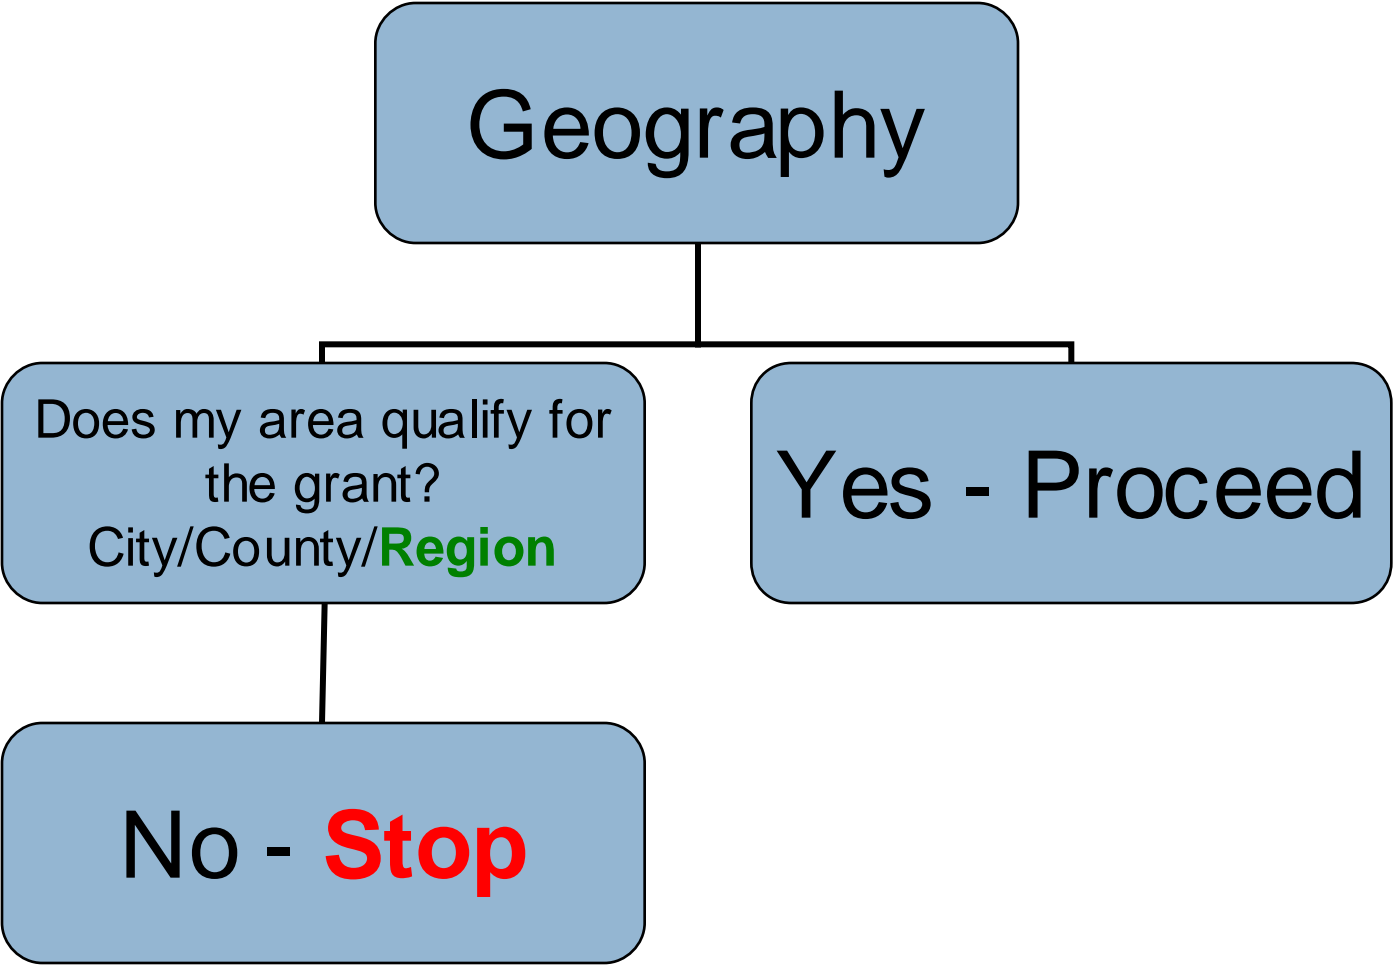 Geography
Does my area qualify for
the grant?
City/County/Region
Yes - Proceed
No - Stop